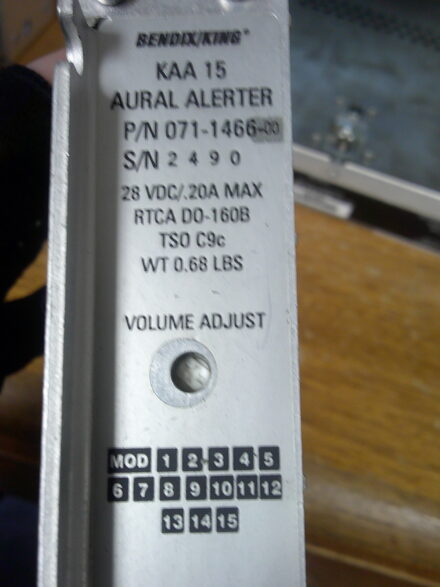 BENDIX/KING®
KAA 15
AURAL ALERTER
P/N 071-1466-00
S/N 2490
28 VDC/.20A MAX
RTCA DO-160B
TSO C9c
WT 0.68 LBS
VOLUME ADJUST
MOD 1 2 3 4 5
6 7 8 9 10 11 12
13 14 15